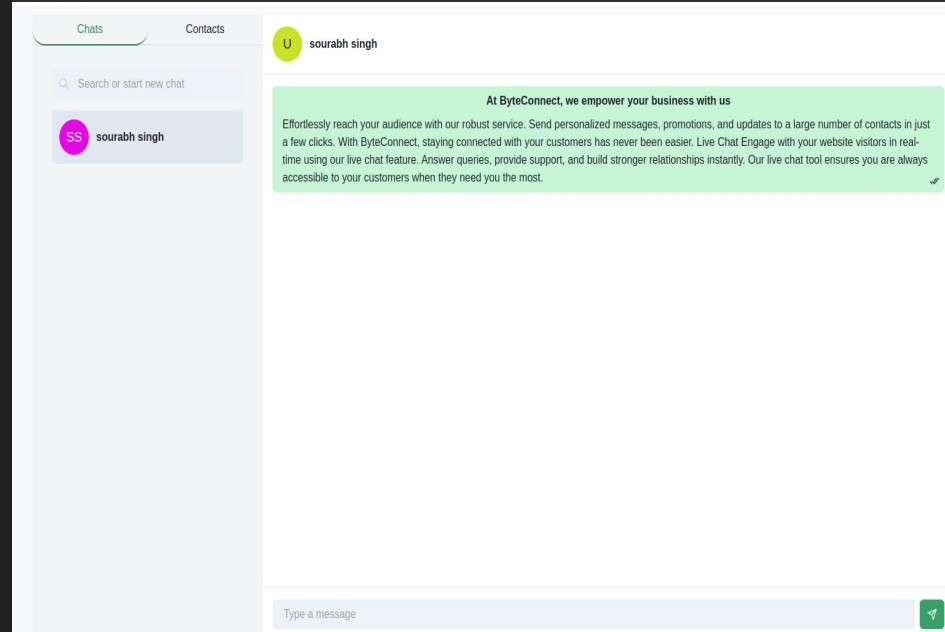 Chats
Contacts
Search or start new chat
SS
sourabh singh
U
sourabh singh
At ByteConnect, we empower your business with us
Effortlessly reach your audience with our robust service. Send personalized messages, promotions, and updates to a large number of contacts in just
a few clicks. With ByteConnect, staying connected with your customers has never been easier. Live Chat Engage with your website visitors in real-
time using our live chat feature. Answer queries, provide support, and build stronger relationships instantly. Our live chat tool ensures you are always
accessible to your customers when they need you the most.
Type a message